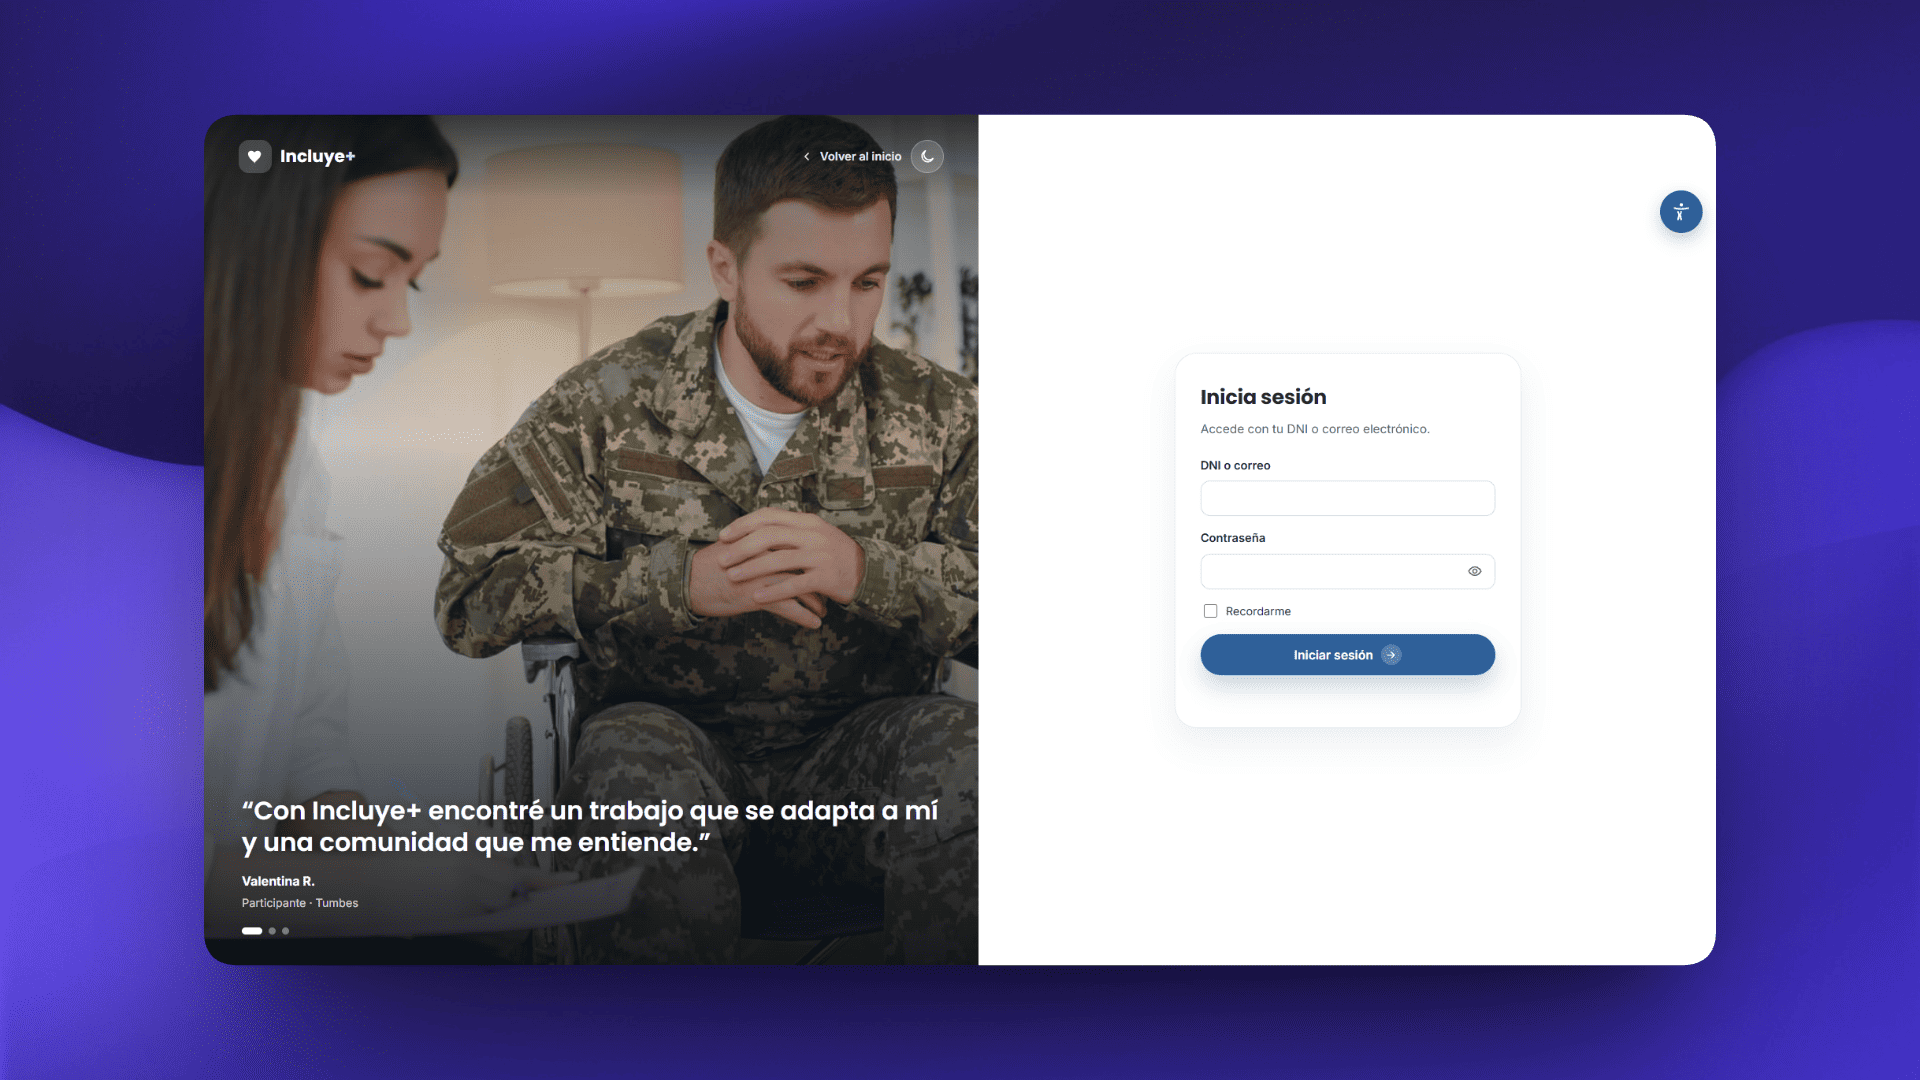 Incluye+
Volver al inicio
“Con Incluye+ encontré un trabajo que se adapta a mí
y una comunidad que me entiende.”
Valentina R.
Participante · Tumbes
Inicia sesión
Accede con tu DNI o correo electrónico.
DNI o correo
Contraseña
Recordarme
Iniciar sesión